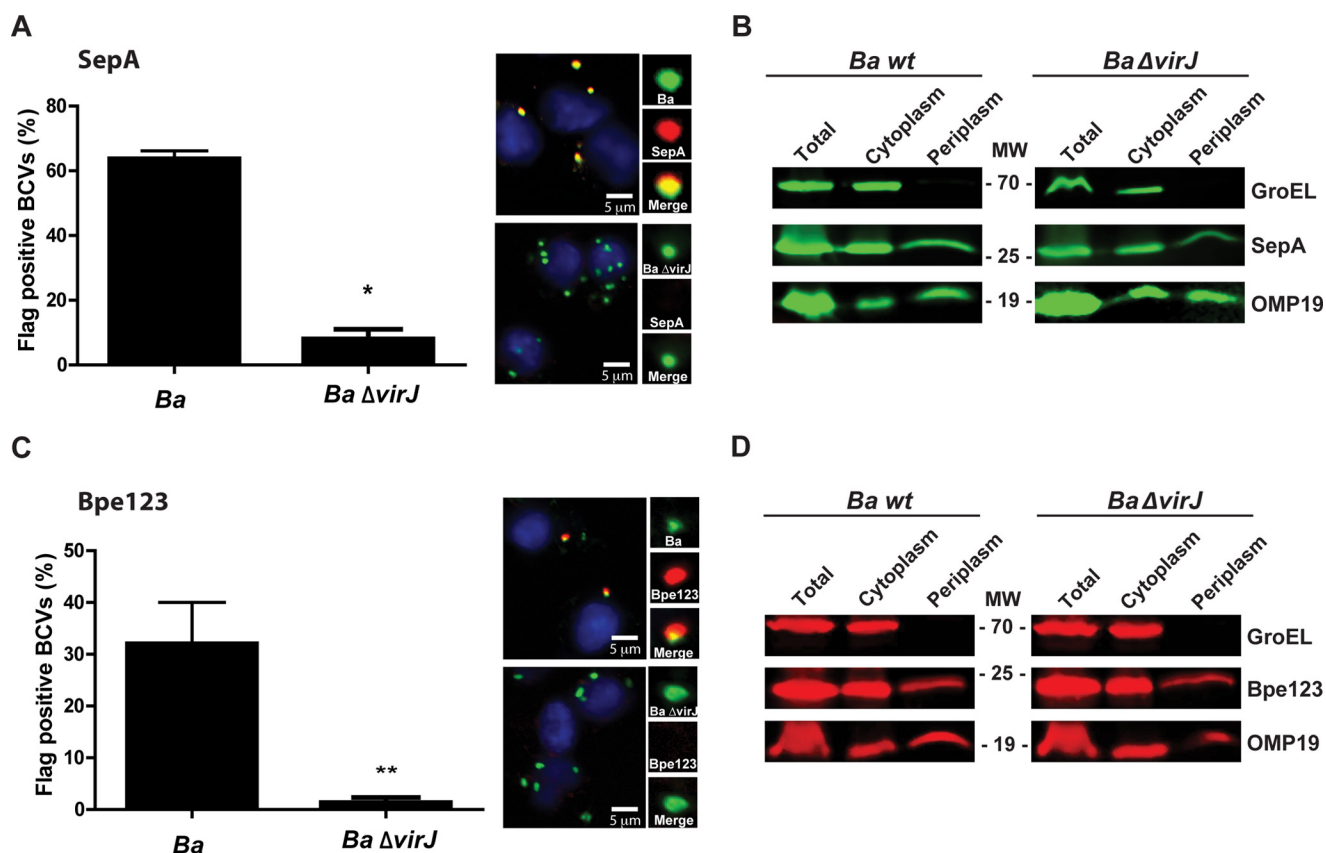 A
SepA
Flag positive BCVs (%)
80
60
40
20
0
*
Ba
Ba ΔvirJ
5 μm
Ba
SepA
Merge
5 μm
Ba ΔvirJ
SepA
Merge
B
Ba wt
Ba ΔvirJ
Total
Cytoplasm
Periplasm
MW
Total
Cytoplasm
Periplasm
- 70 -
GroEL
- 25 -
SepA
- 19 -
OMP19
C
Bpe123
Flag positive BCVs (%)
50
40
30
20
10
0
**
Ba
Ba ΔvirJ
5 μm
Ba
Bpe123
Merge
5 μm
Ba ΔvirJ
Bpe123
Merge
D
Ba wt
Ba ΔvirJ
Total
Cytoplasm
Periplasm
MW
Total
Cytoplasm
Periplasm
- 70 -
GroEL
- 25 -
Bpe123
- 19 -
OMP19